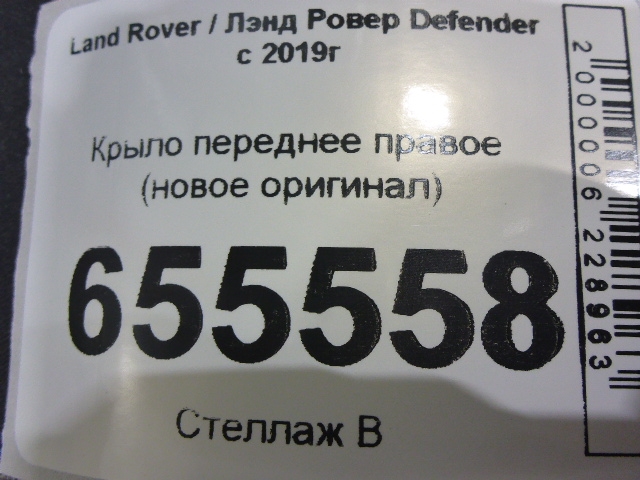 Land Rover / Лэнд Ровер Defender
с 2019г
Крыло переднее правое
(новое оригинал)
655558
Стеллаж В
2000006228963